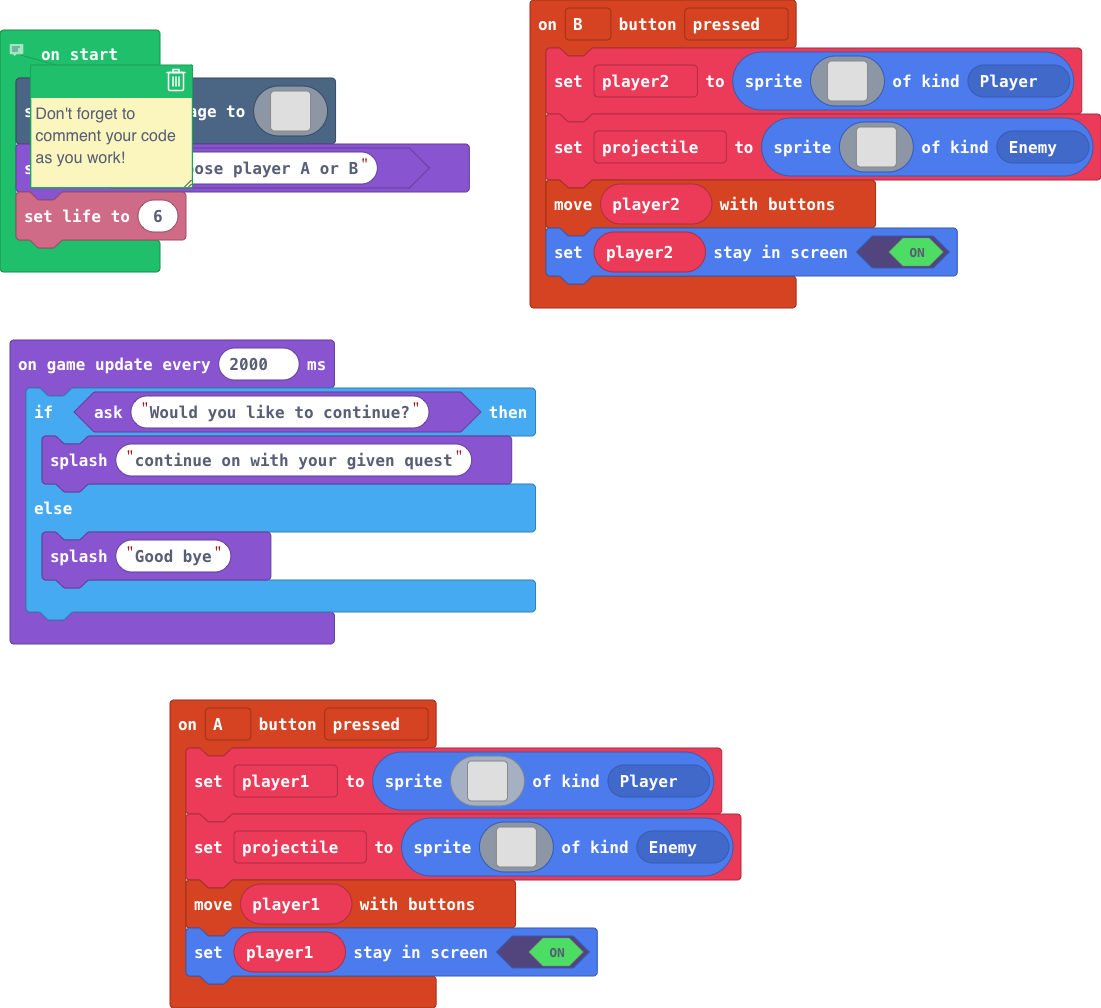 on start
Don't forget to
comment your code
as you work!
age to
ose player A or B"
set life to 6
on B button pressed
set player2 to sprite of kind Player
set projectile to sprite of kind Enemy
move player2 with buttons
set player2 stay in screen ON
on game update every 2000 ms
if ask "Would you like to continue?" then
splash "continue on with your given quest"
else
splash "Good bye"
on A button pressed
set player1 to sprite of kind Player
set projectile to sprite of kind Enemy
move player1 with buttons
set player1 stay in screen ON